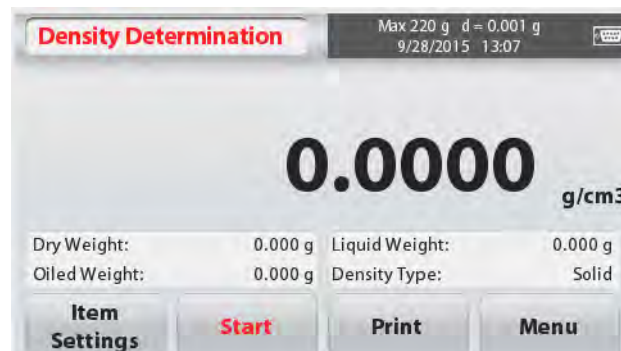 Density Determination
Max 220 g d = 0.001 g
9/28/2015 13:07
0.0000
g/cm3
Dry Weight: 0.000 g Liquid Weight: 0.000 g
Oiled Weight: 0.000 g Density Type: Solid
Item
Settings
Start
Print
Menu